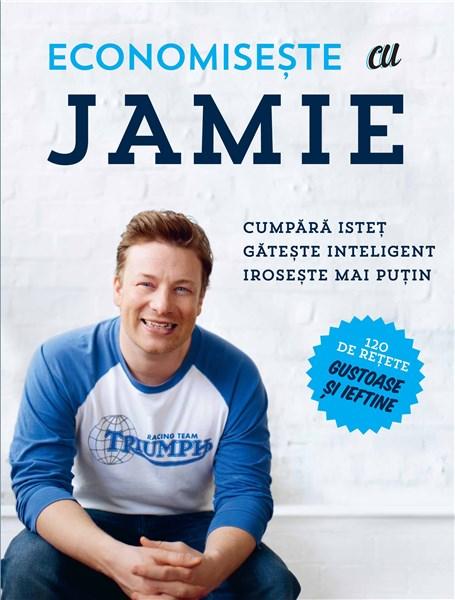 ECONOMISEȘTE cu
JAMIE
CUMPĂRĂ ISTEȚ
GĂTEȘTE INTELIGENT
IROSEȘTE MAI PUȚIN
120
DE REȚETE
GUSTOASE
ȘI IEFTINE
RACING TEAM
TRIUMPH